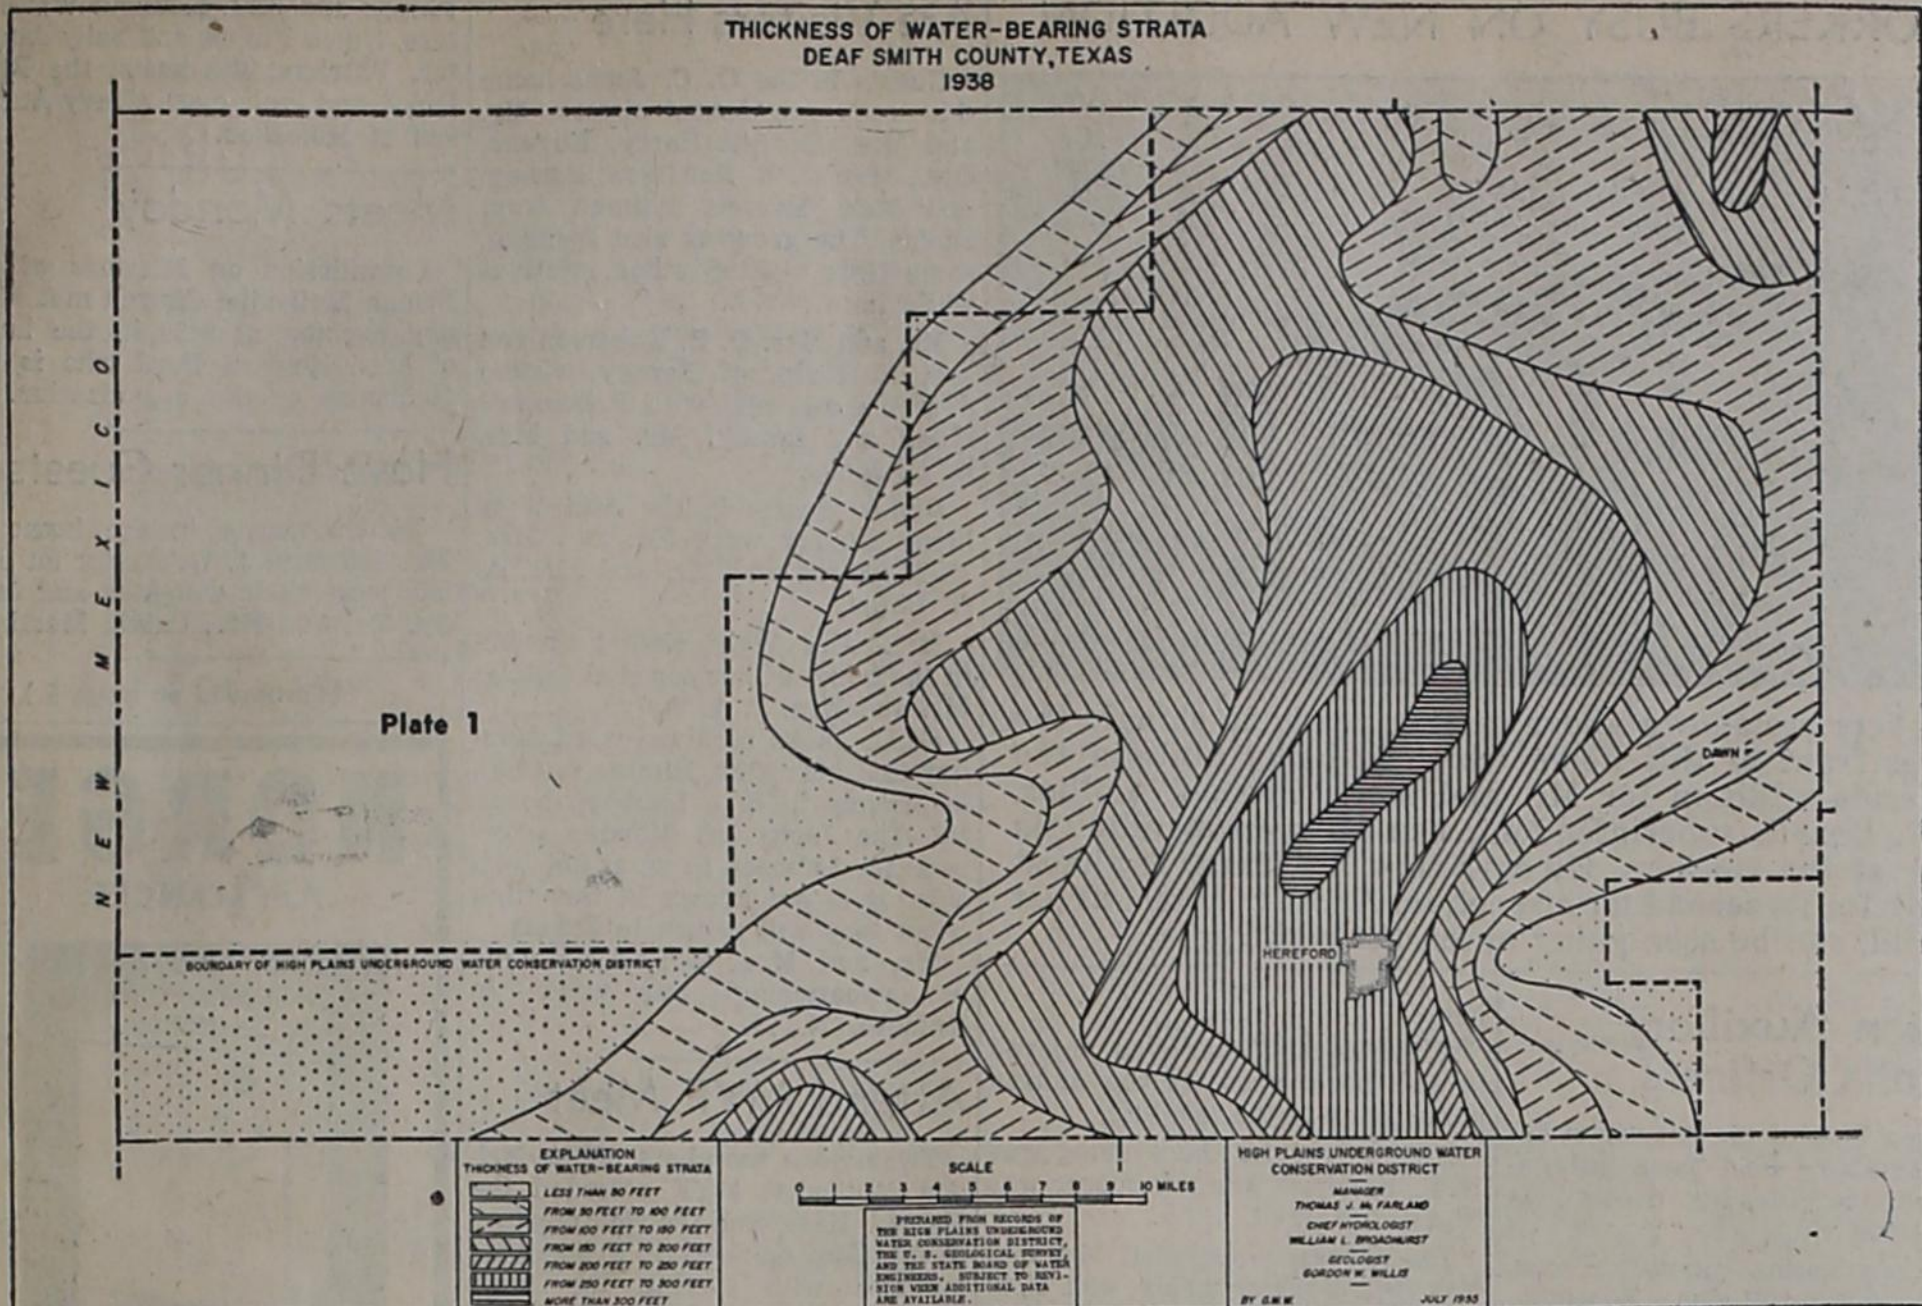 THICKNESS OF WATER-BEARING STRATA
DEAF SMITH COUNTY, TEXAS
1938
NEW MEXICO
Plate 1
DAWN
HEREFORD
BOUNDARY OF HIGH PLAINS UNDERGROUND WATER CONSERVATION DISTRICT
EXPLANATION
THICKNESS OF WATER-BEARING STRATA
LESS THAN 50 FEET
FROM 50 FEET TO 100 FEET
FROM 100 FEET TO 150 FEET
FROM 150 FEET TO 200 FEET
FROM 200 FEET TO 250 FEET
FROM 250 FEET TO 300 FEET
MORE THAN 300 FEET
SCALE
0 1 2 3 4 5 6 7 8 9 10 MILES
PREPARED FROM RECORDS OF
THE HIGH PLAINS UNDERGROUND
WATER CONSERVATION DISTRICT,
THE U. S. GEOLOGICAL SURVEY,
AND THE STATE BOARD OF WATER
ENGINEERS. SUBJECT TO REVI-
SION WHEN ADDITIONAL DATA
ARE AVAILABLE.
HIGH PLAINS UNDERGROUND WATER
CONSERVATION DISTRICT
MANAGER
THOMAS J. McFARLAND
CHIEF HYDROLOGIST
WILLIAM L. BROADHURST
GEOLOGIST
GORDON W. WILLIS
BY G.W.W. JULY 1955